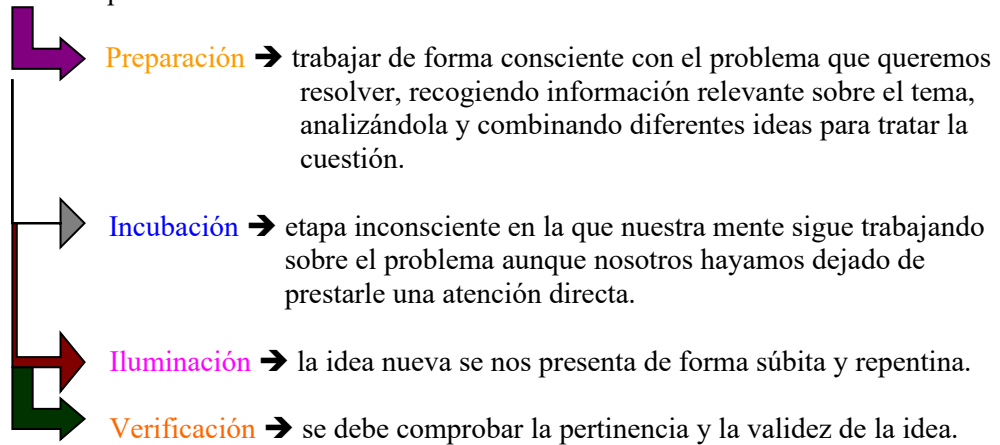 Preparación ➔ trabajar de forma consciente con el problema que queremos
resolver, recogiendo información relevante sobre el tema,
analizándola y combinando diferentes ideas para tratar la
cuestión.
Incubación ➔ etapa inconsciente en la que nuestra mente sigue trabajando
sobre el problema aunque nosotros hayamos dejado de
prestarle una atención directa.
Iluminación ➔ la idea nueva se nos presenta de forma súbita y repentina.
Verificación ➔ se debe comprobar la pertinencia y la validez de la idea.